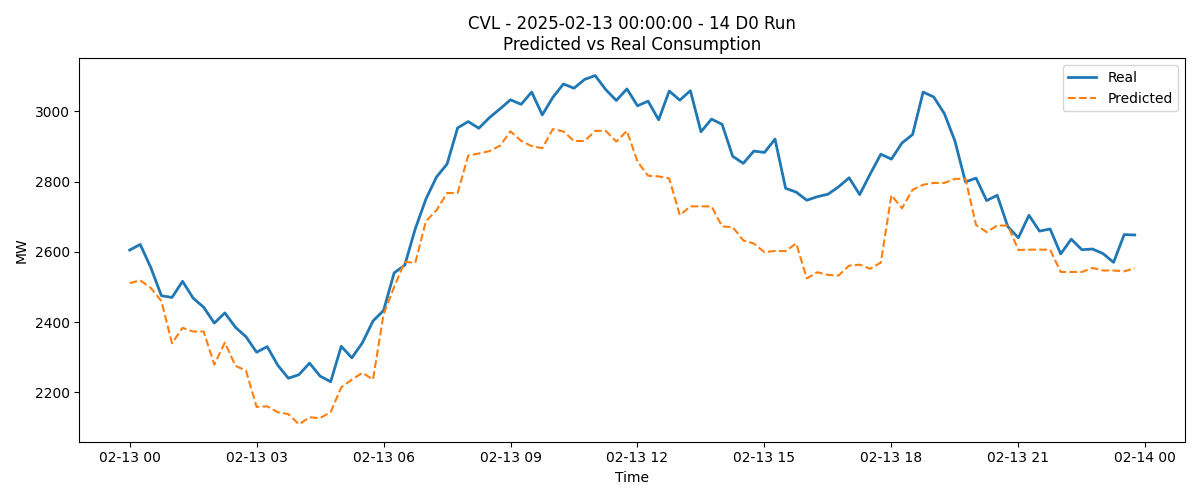 CVL - 2025-02-13 00:00:00 - 14 D0 Run
Predicted vs Real Consumption
Real
Predicted
MW
3000
2800
2600
2400
2200
02-13 00
02-13 03
02-13 06
02-13 09
02-13 12
02-13 15
02-13 18
02-13 21
02-14 00
Time